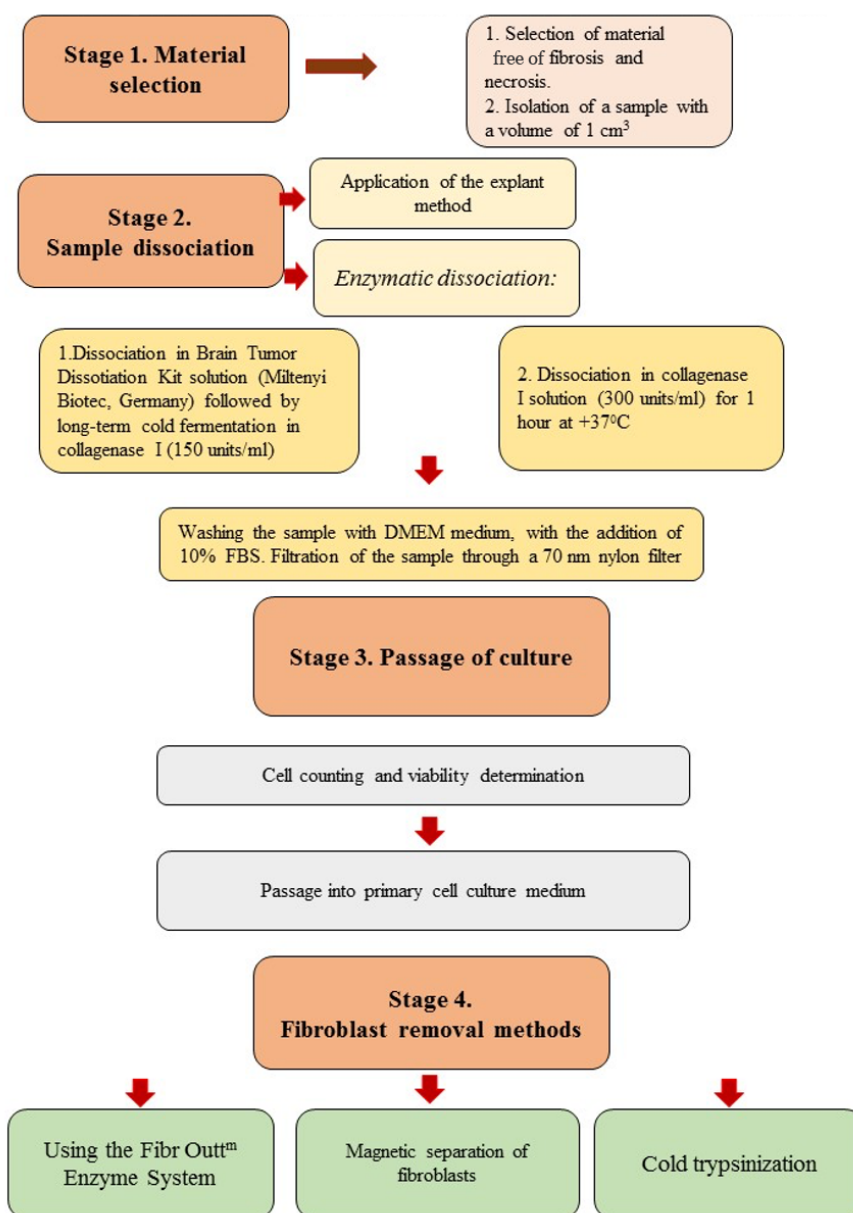 Stage 1. Material
selection
1. Selection of material
free of fibrosis and
necrosis.
2. Isolation of a sample with
a volume of 1 cm³
Stage 2.
Sample dissociation
Application of the explant
method
Enzymatic dissociation:
1.Dissociation in Brain Tumor
Dissotiation Kit solution (Miltenyi
Biotec, Germany) followed by
long-term cold fermentation in
collagenase I (150 units/ml)
2. Dissociation in collagenase
I solution (300 units/ml) for 1
hour at +37⁰C
Washing the sample with DMEM medium, with the addition of
10% FBS. Filtration of the sample through a 70 nm nylon filter
Stage 3. Passage of culture
Cell counting and viability determination
Passage into primary cell culture medium
Stage 4.
Fibroblast removal methods
Using the Fibr Outtᵐ
Enzyme System
Magnetic separation of
fibroblasts
Cold trypsinization